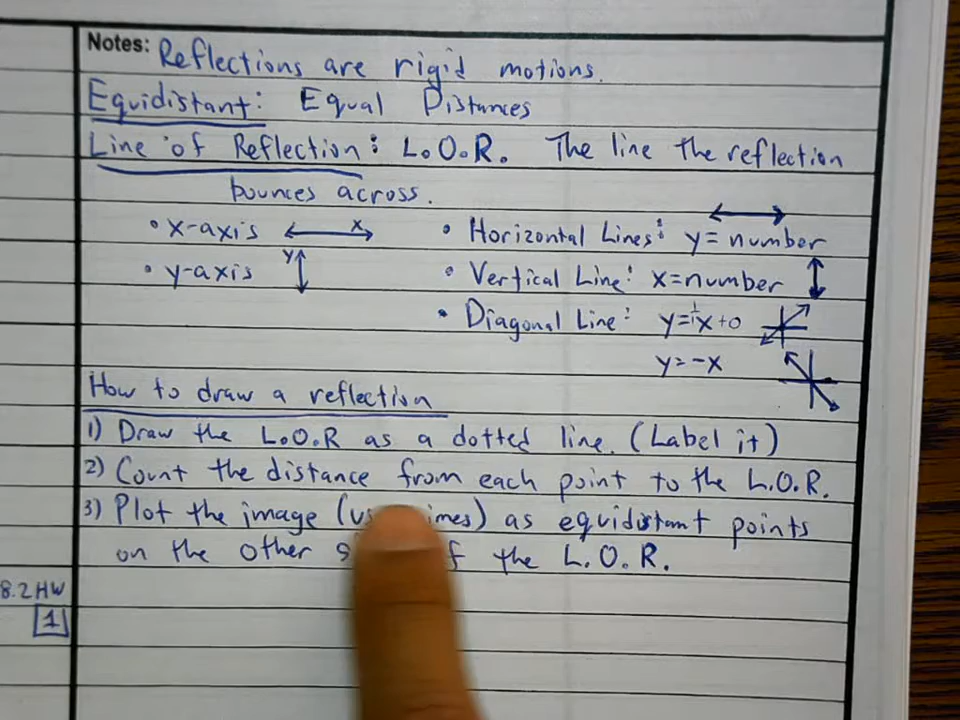 Notes: Reflections are rigid motions.
Equidistant: Equal Distances
Line of Reflection: L.O.R. The line the reflection
bounces across.
• x-axis x
• Horizontal Lines: y = number
• y-axis y
• Vertical Line: x = number
• Diagonal Line: y = 1x + 0
y = -x
How to draw a reflection
1) Draw the L.O.R as a dotted line. (Label it)
2) Count the distance from each point to the L.O.R.
3) Plot the image as equidistant points
on the other the L.O.R.
8.2 HW
1